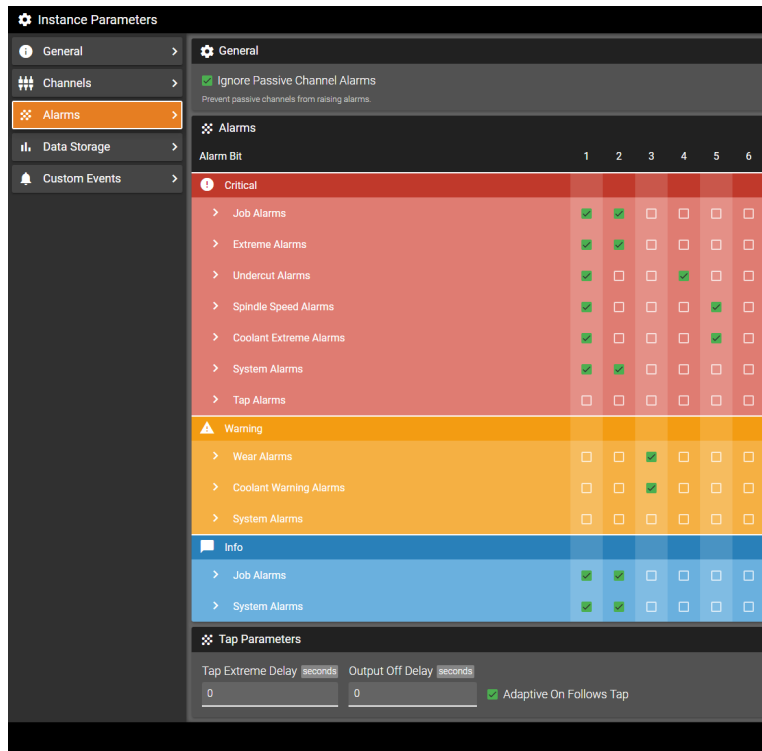 Instance Parameters
General
Channels
Alarms
Data Storage
Custom Events
General
Ignore Passive Channel Alarms
Prevent passive channels from raising alarms.
Alarms
Alarm Bit 1 2 3 4 5 6
Critical
Job Alarms
Extreme Alarms
Undercut Alarms
Spindle Speed Alarms
Coolant Extreme Alarms
System Alarms
Tap Alarms
Warning
Wear Alarms
Coolant Warning Alarms
System Alarms
Info
Job Alarms
System Alarms
Tap Parameters
Tap Extreme Delay seconds Output Off Delay seconds
0 0 Adaptive On Follows Tap